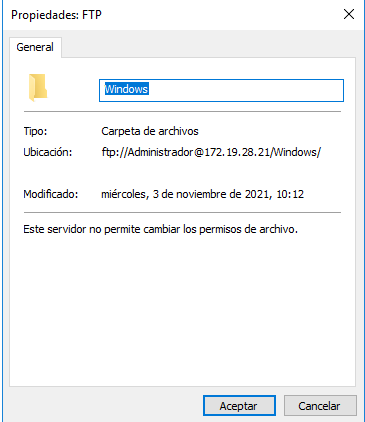 Propiedades: FTP
General
Windows
Tipo: Carpeta de archivos
Ubicación: ftp://Administrador@172.19.28.21/Windows/
Modificado: miércoles, 3 de noviembre de 2021, 10:12
Este servidor no permite cambiar los permisos de archivo.
Aceptar Cancelar